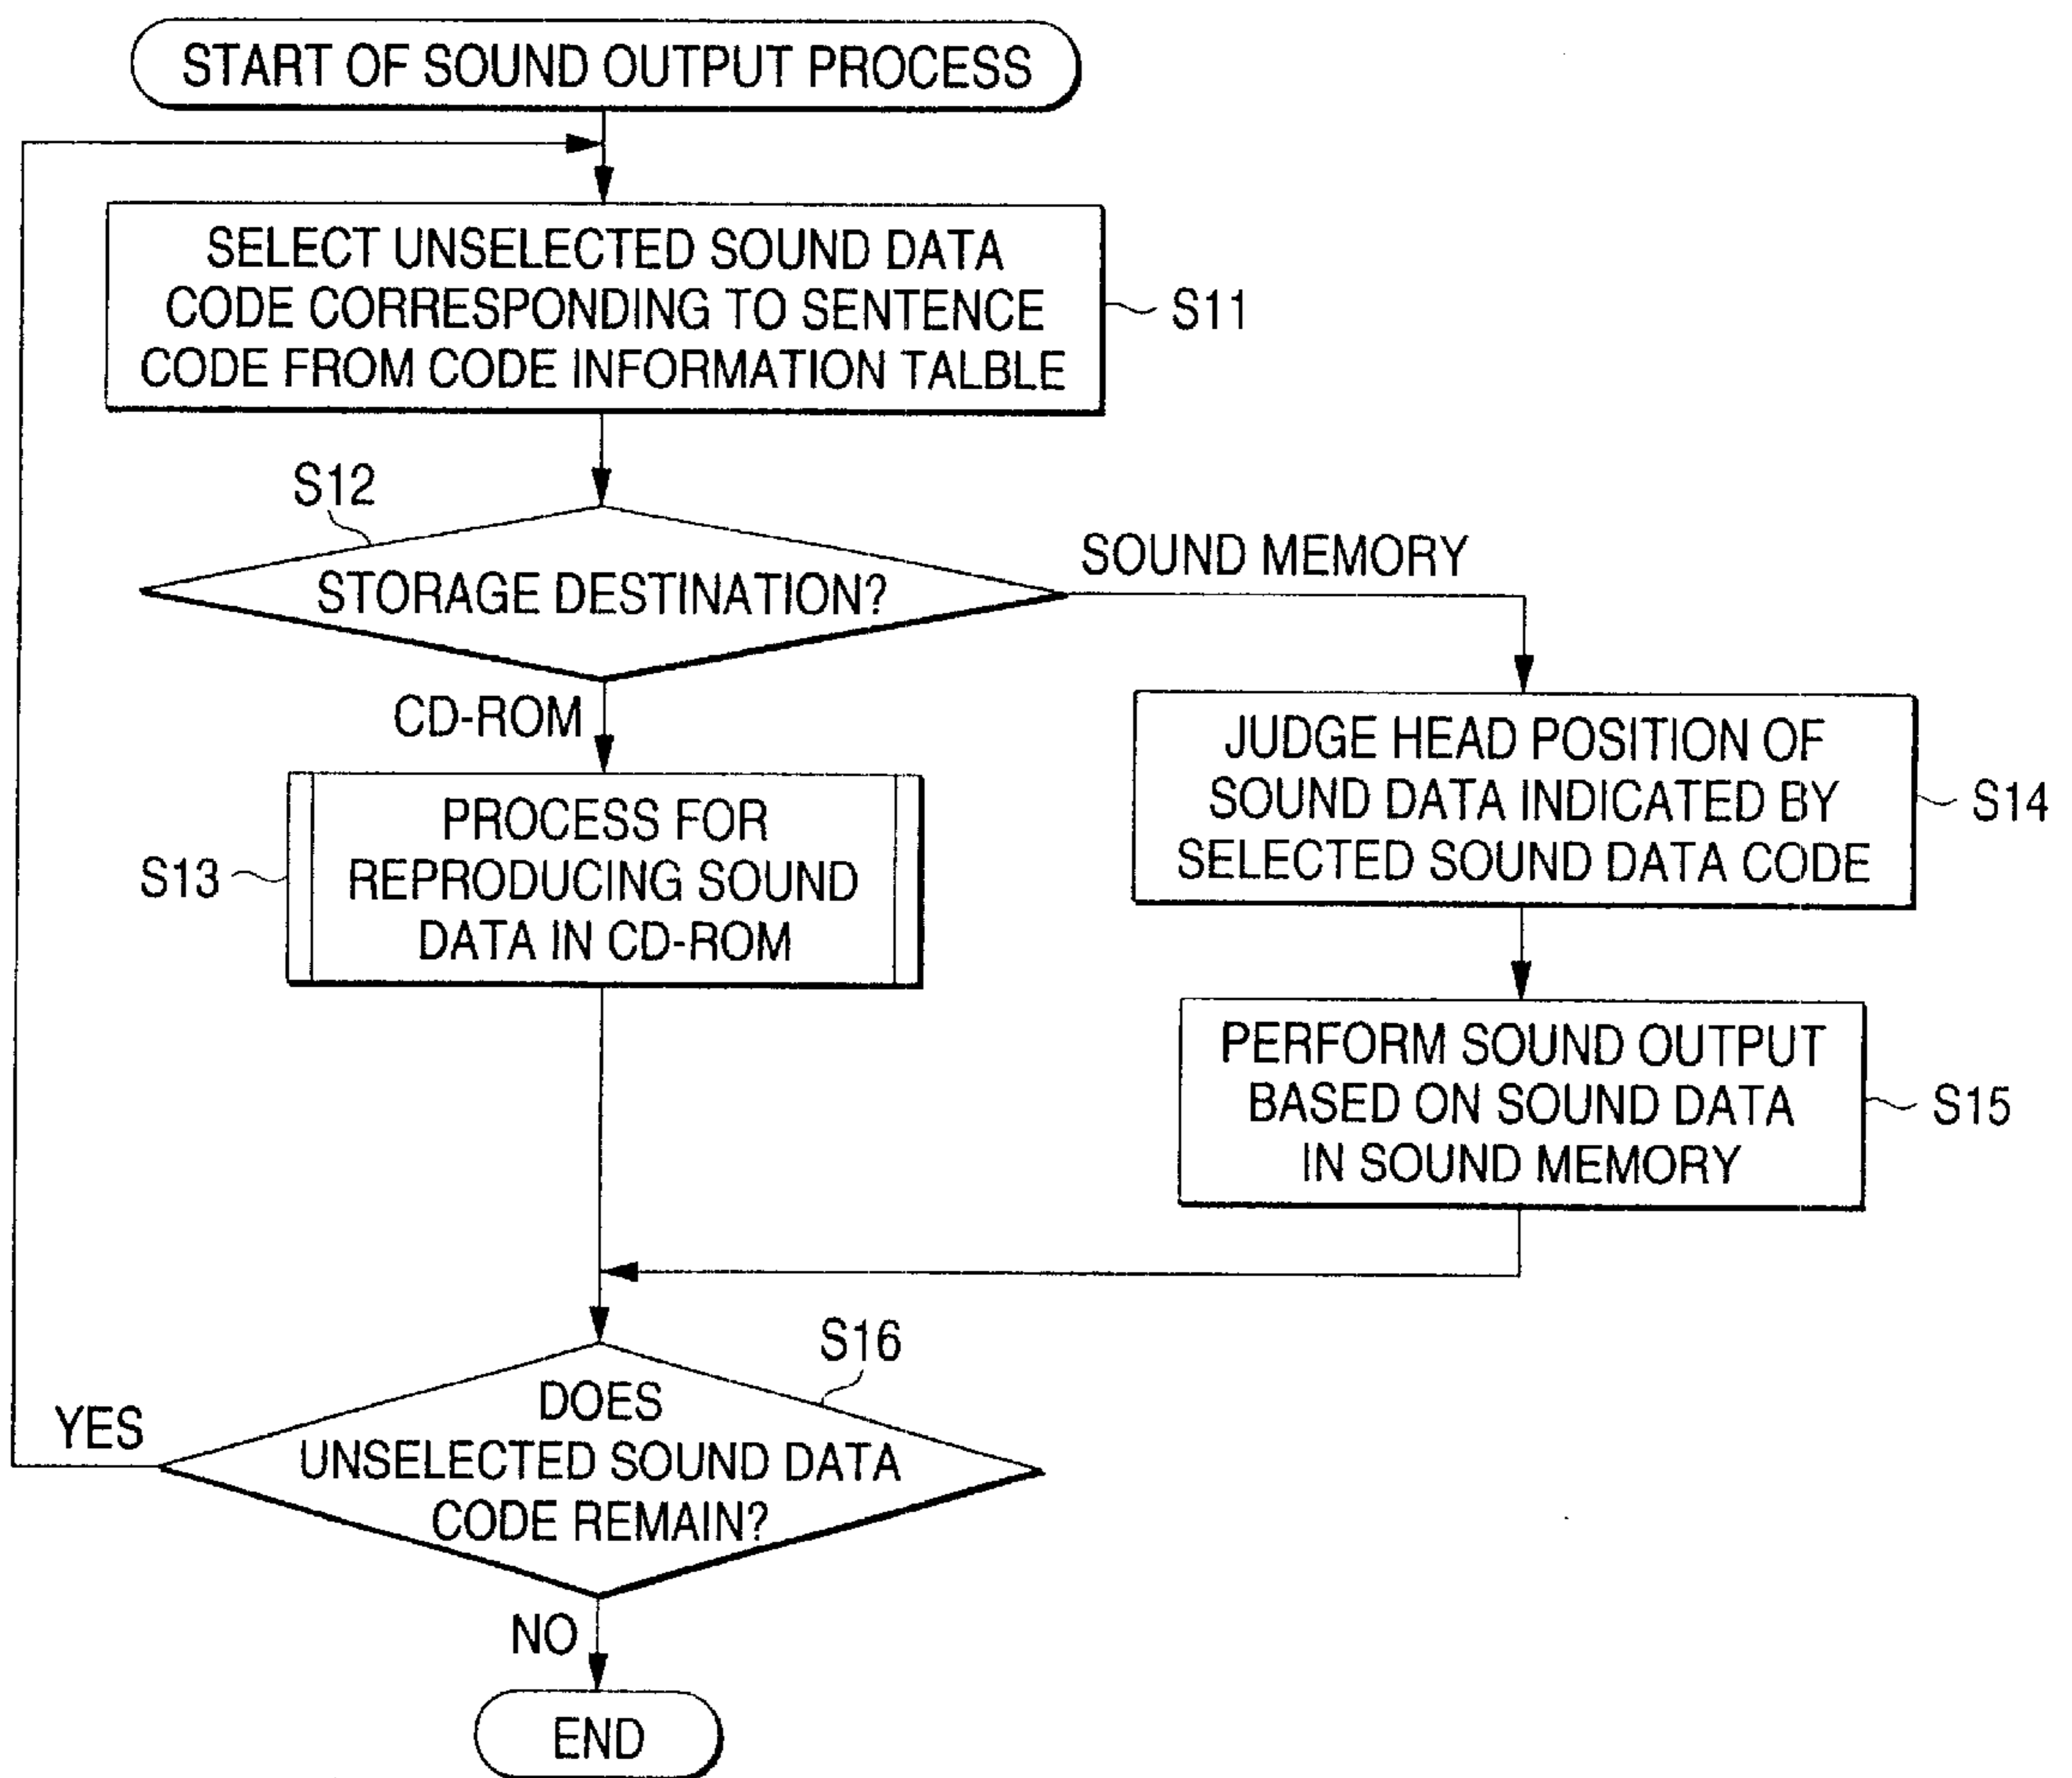 START OF SOUND OUTPUT PROCESS
SELECT UNSELECTED SOUND DATA
CODE CORRESPONDING TO SENTENCE
CODE FROM CODE INFORMATION TALBLE
S11
S12
STORAGE DESTINATION?
SOUND MEMORY
CD-ROM
PROCESS FOR
REPRODUCING SOUND
DATA IN CD-ROM
S13
JUDGE HEAD POSITION OF
SOUND DATA INDICATED BY
SELECTED SOUND DATA CODE
S14
PERFORM SOUND OUTPUT
BASED ON SOUND DATA
IN SOUND MEMORY
S15
S16
DOES
UNSELECTED SOUND DATA
CODE REMAIN?
YES
NO
END